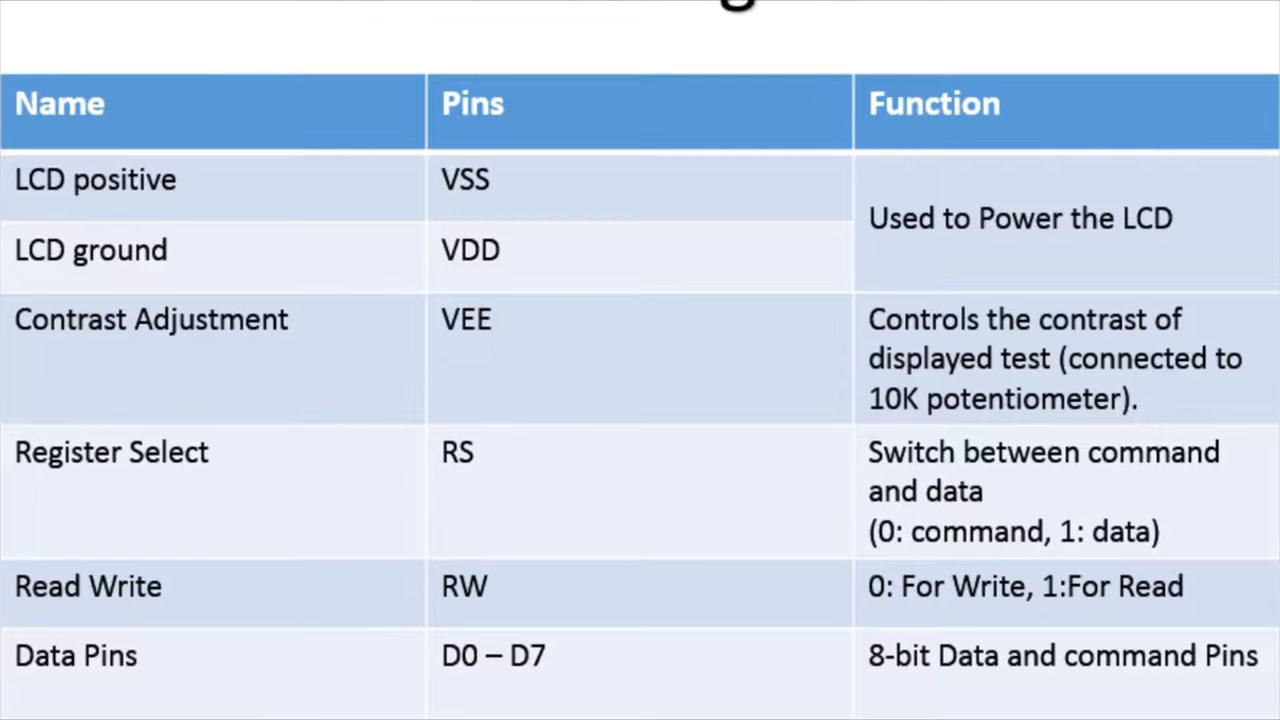 Name Pins Function
LCD positive VSS
Used to Power the LCD
LCD ground VDD
Contrast Adjustment VEE Controls the contrast of
displayed test (connected to
10K potentiometer).
Register Select RS Switch between command
and data
(0: command, 1: data)
Read Write RW 0: For Write, 1:For Read
Data Pins D0 – D7 8-bit Data and command Pins